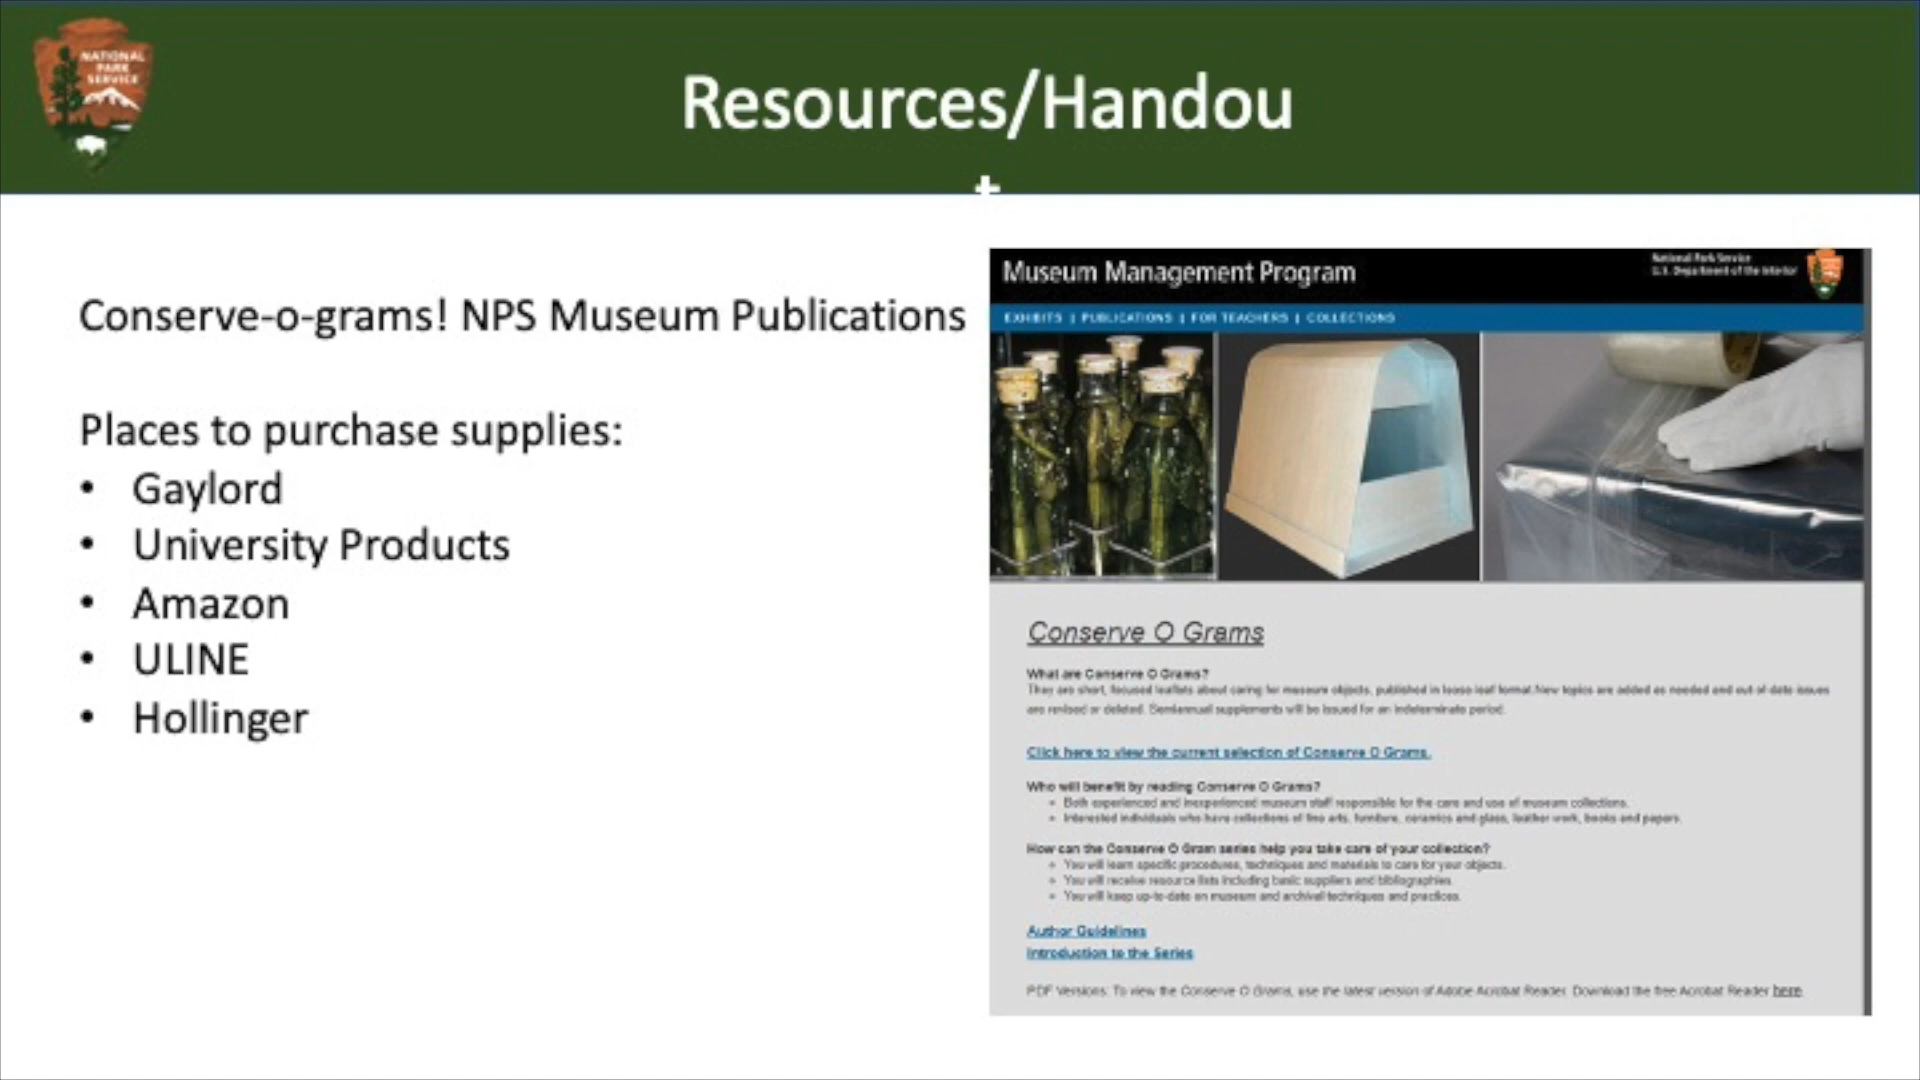 NATIONAL
PARK
SERVICE
Resources/Handou
Conserve-o-grams! NPS Museum Publications
Places to purchase supplies:
• Gaylord
• University Products
• Amazon
• ULINE
• Hollinger
Museum Management Program
National Park Service
U.S. Department of the Interior
EXHIBITS | PUBLICATIONS | FOR TEACHERS | COLLECTIONS
Conserve O Grams
What are Conserve O Grams?
They are short, focused leaflets about caring for museum objects, published in loose leaf format. New topics are added as needed and out of date issues
are revised or deleted. Semiannual supplements will be issued for an indeterminate period.
Click here to view the current selection of Conserve O Grams.
Who will benefit by reading Conserve O Grams?
Both experienced and inexperienced museum staff responsible for the care and use of museum collections.
Interested individuals who have collections of fine arts, furniture, ceramics and glass, leather work, books and papers.
How can the Conserve O Gram series help you take care of your collection?
You will learn specific procedures, techniques and materials to care for your objects.
You will receive resource lists including basic suppliers and bibliographies.
You will keep up-to-date on museum and archival techniques and practices.
Author Guidelines
Introduction to the Series
PDF Versions: To view the Conserve O Grams, use the latest version of Adobe Acrobat Reader. Download the free Acrobat Reader here.